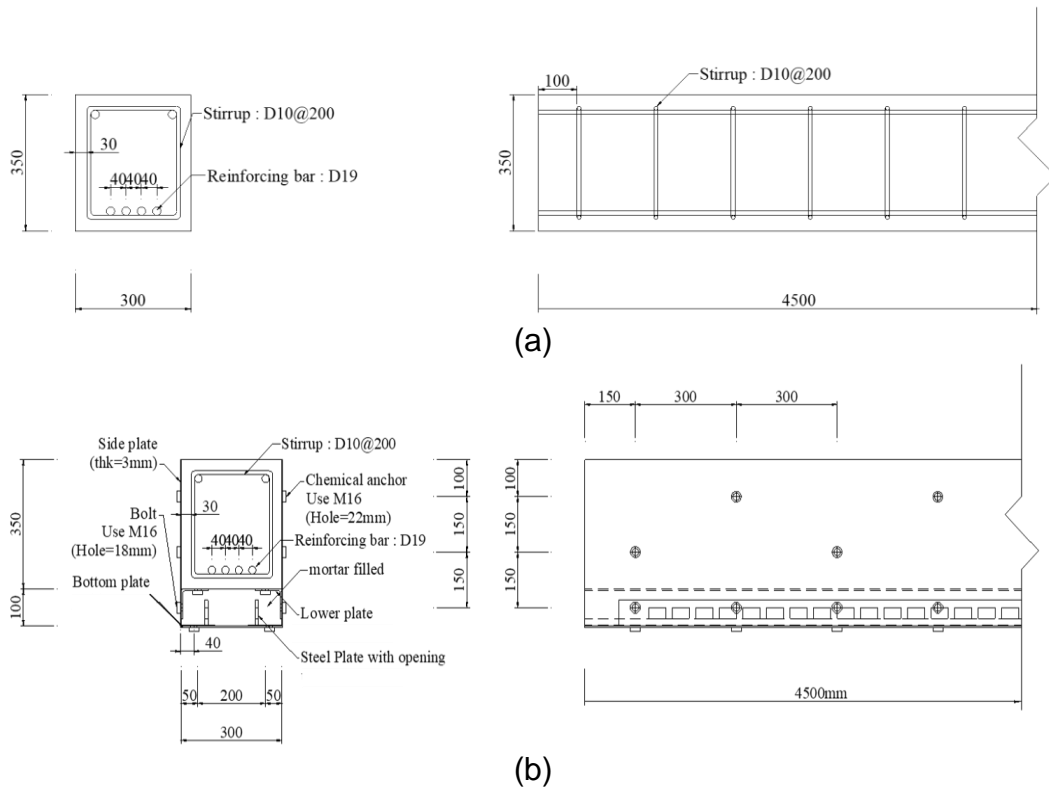 350
30
404040
Stirrup : D10@200
Reinforcing bar : D19
300
100
Stirrup : D10@200
350
4500
(a)
Side plate
(thk=3mm)
Bolt
Use M16
(Hole=18mm)
Bottom plate
350
100
30
404040
Stirrup : D10@200
Chemical anchor
Use M16
(Hole=22mm)
Reinforcing bar : D19
mortar filled
Lower plate
Steel Plate with opening
40
50
200
50
300
100
150
150
150
300
300
100
150
150
4500mm
(b)